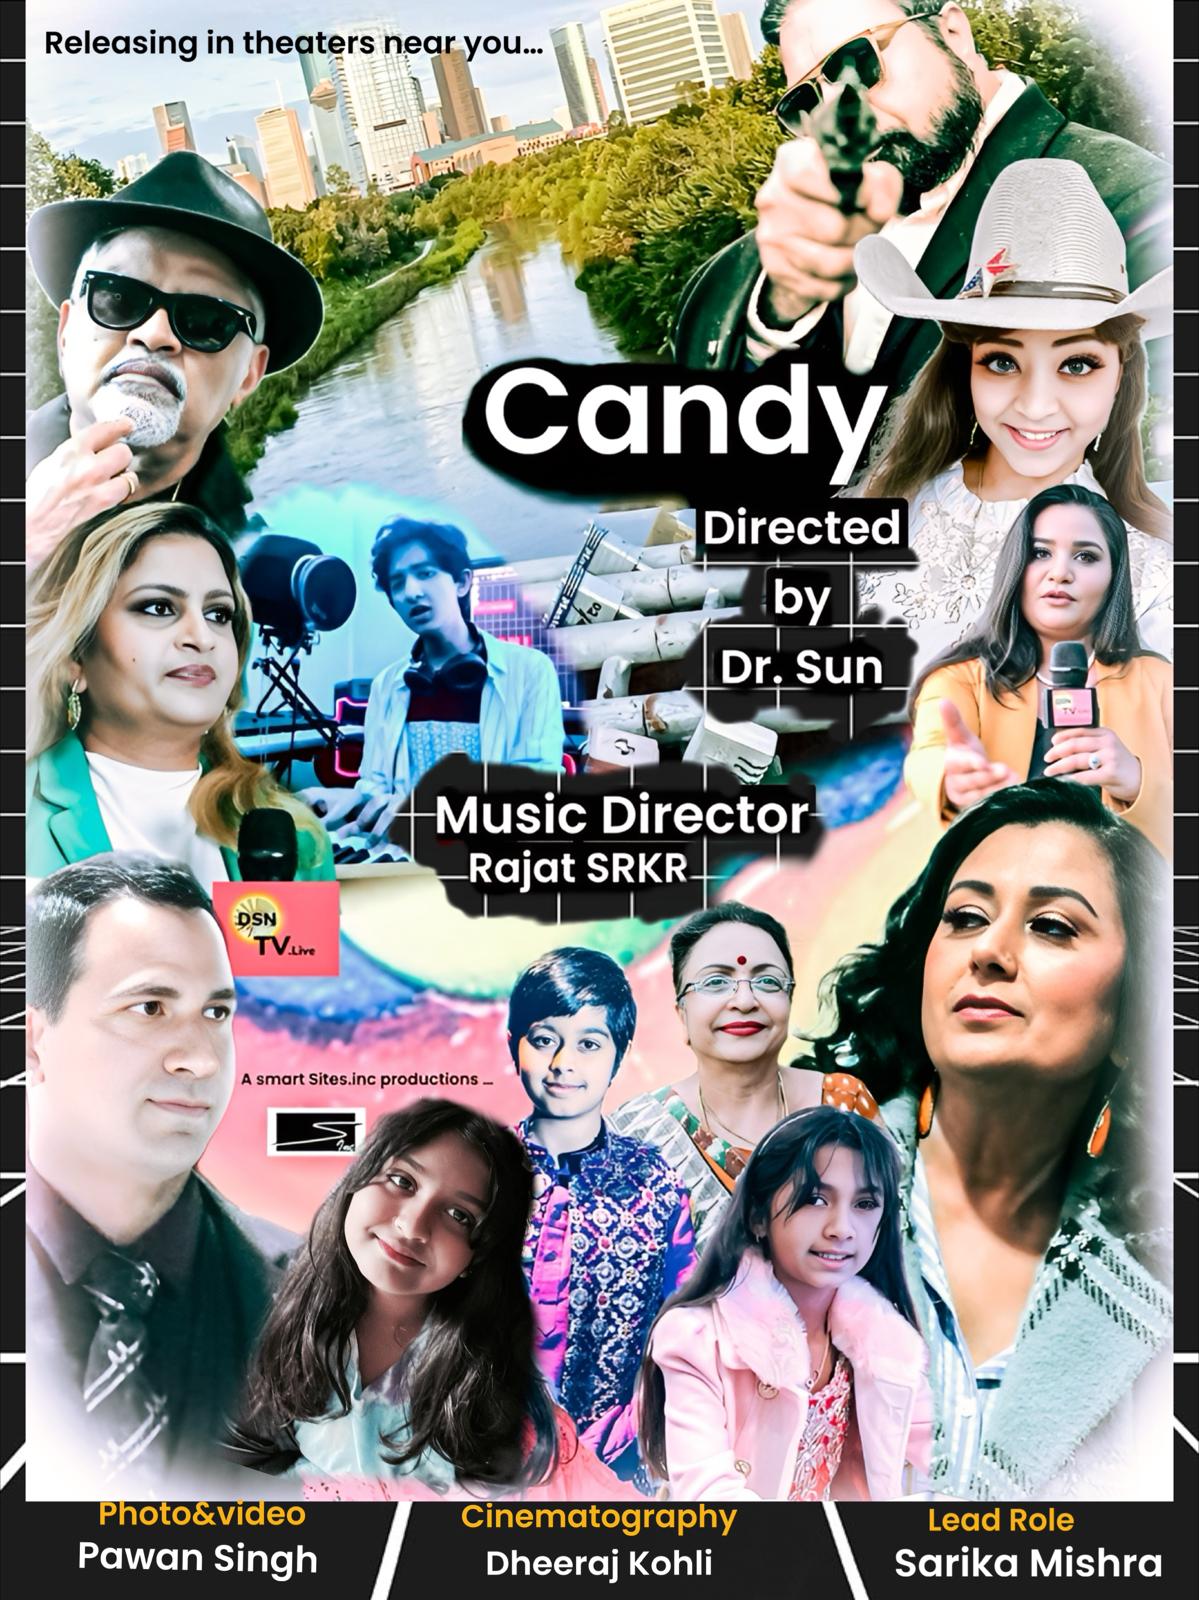 Releasing in theaters near you...
Candy
Directed
by
Dr. Sun
Music Director
Rajat SRKR
DSN
TV.Live
TV
A smart Sites.inc productions ...
Photo&video
Pawan Singh
Cinematography
Dheeraj Kohli
Lead Role
Sarika Mishra